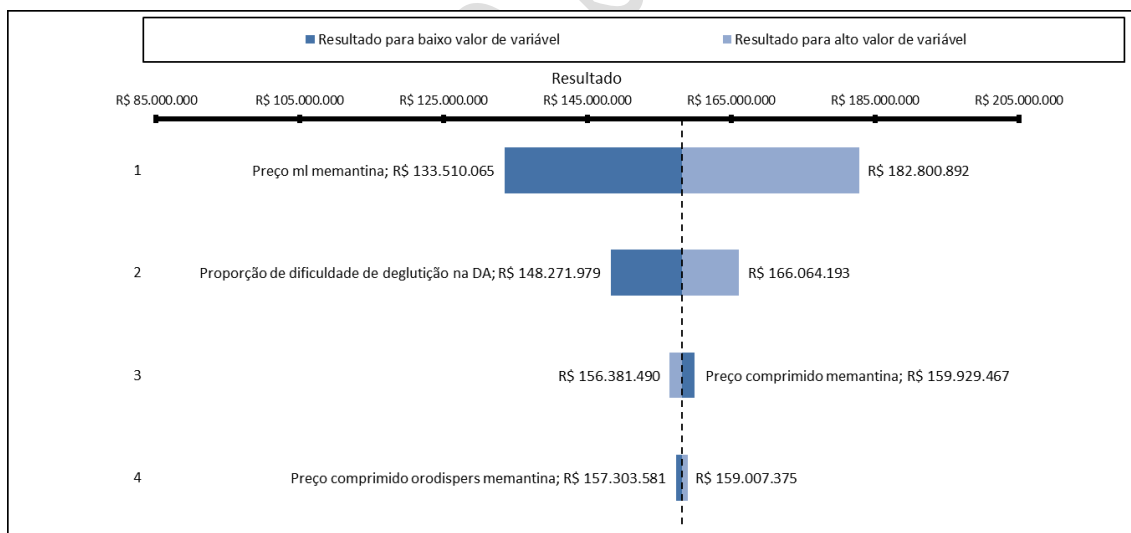 Resultado para baixo valor de variável
Resultado para alto valor de variável
Resultado
R$ 85.000.000
R$ 105.000.000
R$ 125.000.000
R$ 145.000.000
R$ 165.000.000
R$ 185.000.000
R$ 205.000.000
1
Preço ml memantina; R$ 133.510.065
R$ 182.800.892
2
Proporção de dificuldade de deglutição na DA; R$ 148.271.979
R$ 166.064.193
3
R$ 156.381.490
Preço comprimido memantina; R$ 159.929.467
4
Preço comprimido orodispers memantina; R$ 157.303.581
R$ 159.007.375